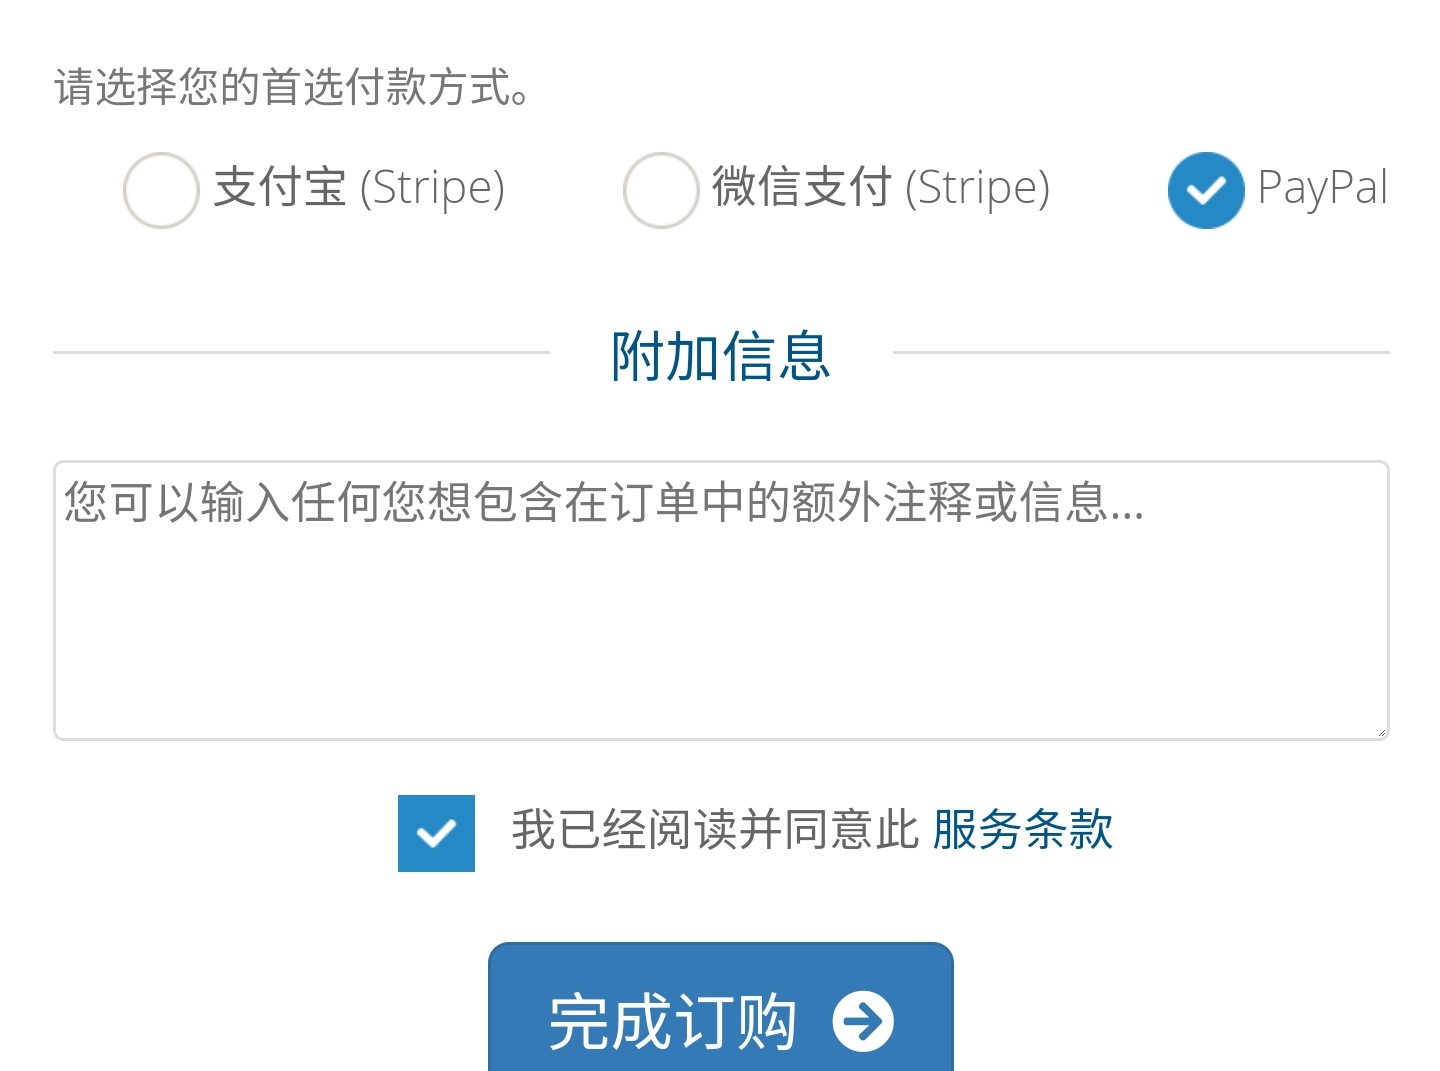 请选择您的首选付款方式。
支付宝 (Stripe) 微信支付 (Stripe) PayPal
附加信息
您可以输入任何您想包含在订单中的额外注释或信息...
我已经阅读并同意此 服务条款
完成订购